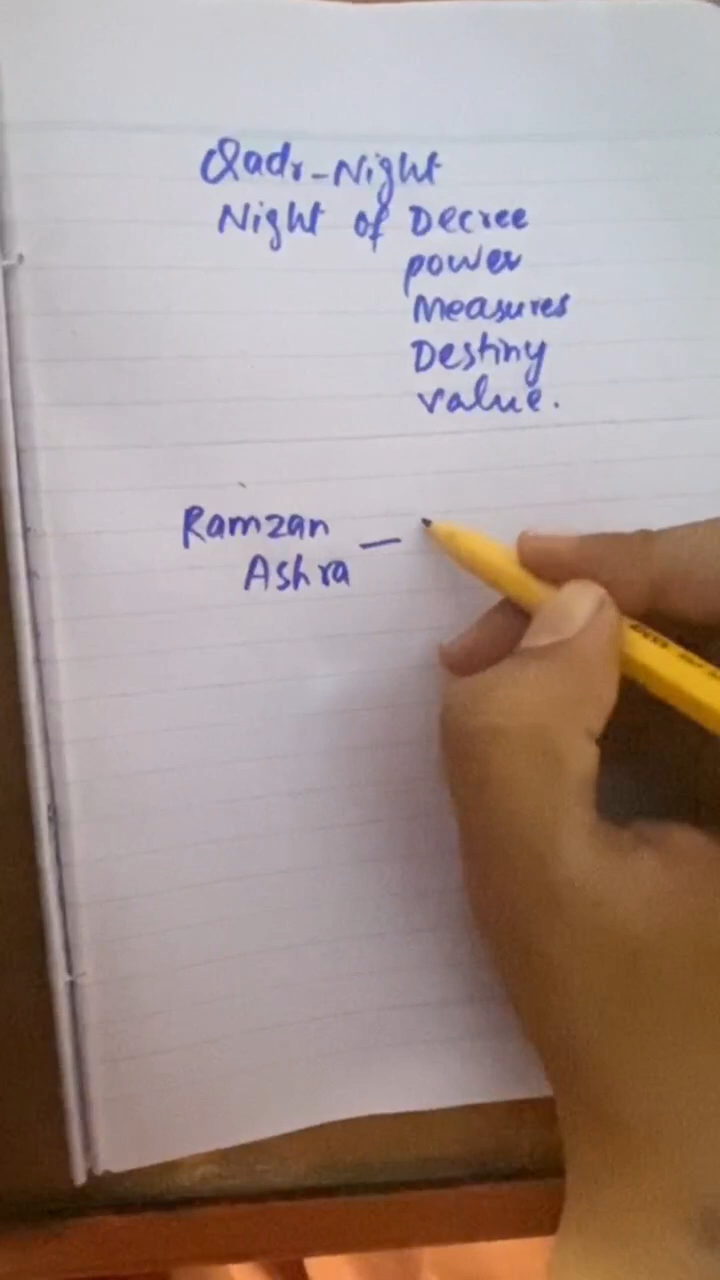 Qadr-Night
Night of Decree
power
Measures
Destiny
value.
Ramzan –
Ashra